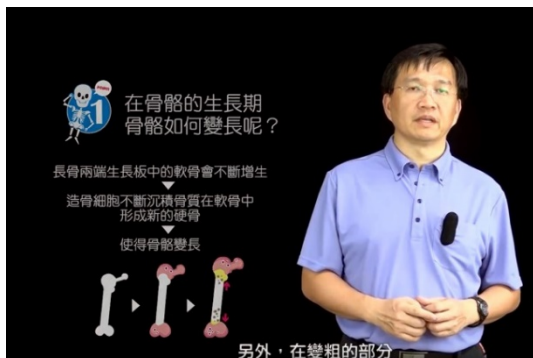 1
在骨骼的生長期
骨骼如何變長呢？
長骨兩端生長板中的軟骨會不斷增生
造骨細胞不斷沉積骨質在軟骨中
形成新的硬骨
使得骨骼變長
另外，在變粗的部分